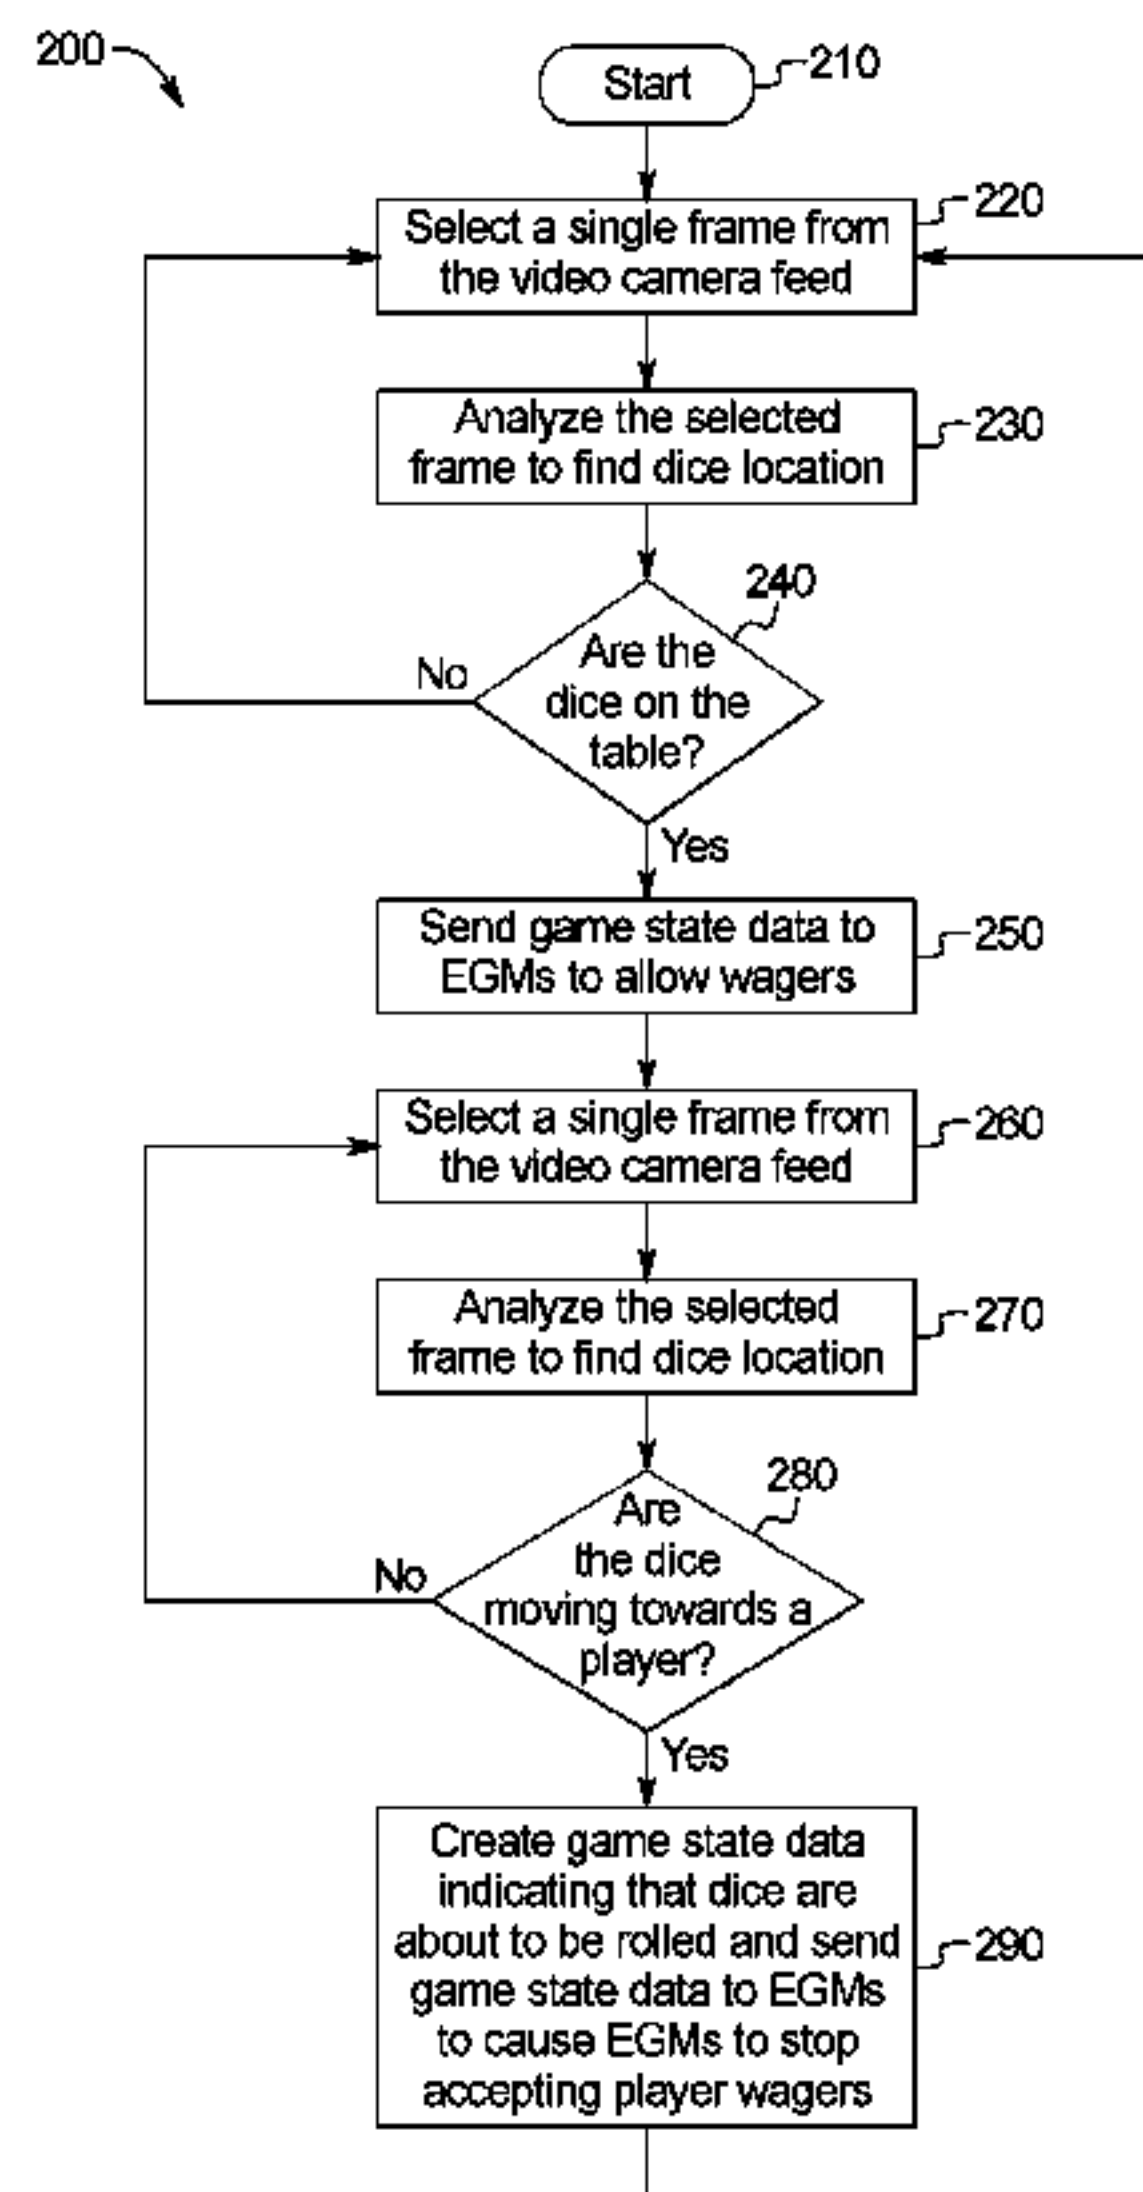 200
Start
210
Select a single frame from
the video camera feed
220
Analyze the selected
frame to find dice location
230
240
Are the
dice on the
table?
No
Yes
Send game state data to
EGMs to allow wagers
250
Select a single frame from
the video camera feed
260
Analyze the selected
frame to find dice location
270
280
Are
the dice
moving towards a
player?
No
Yes
Create game state data
indicating that dice are
about to be rolled and send
game state data to EGMs
to cause EGMs to stop
accepting player wagers
290